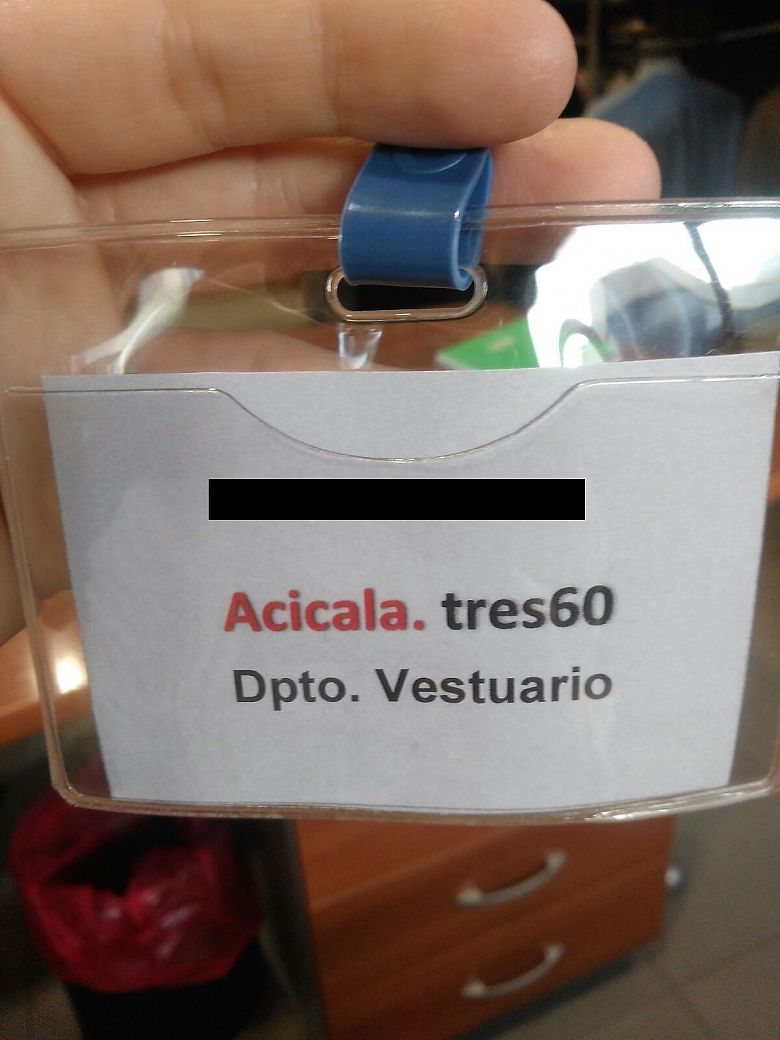 Acicala. tres60
Dpto. Vestuario